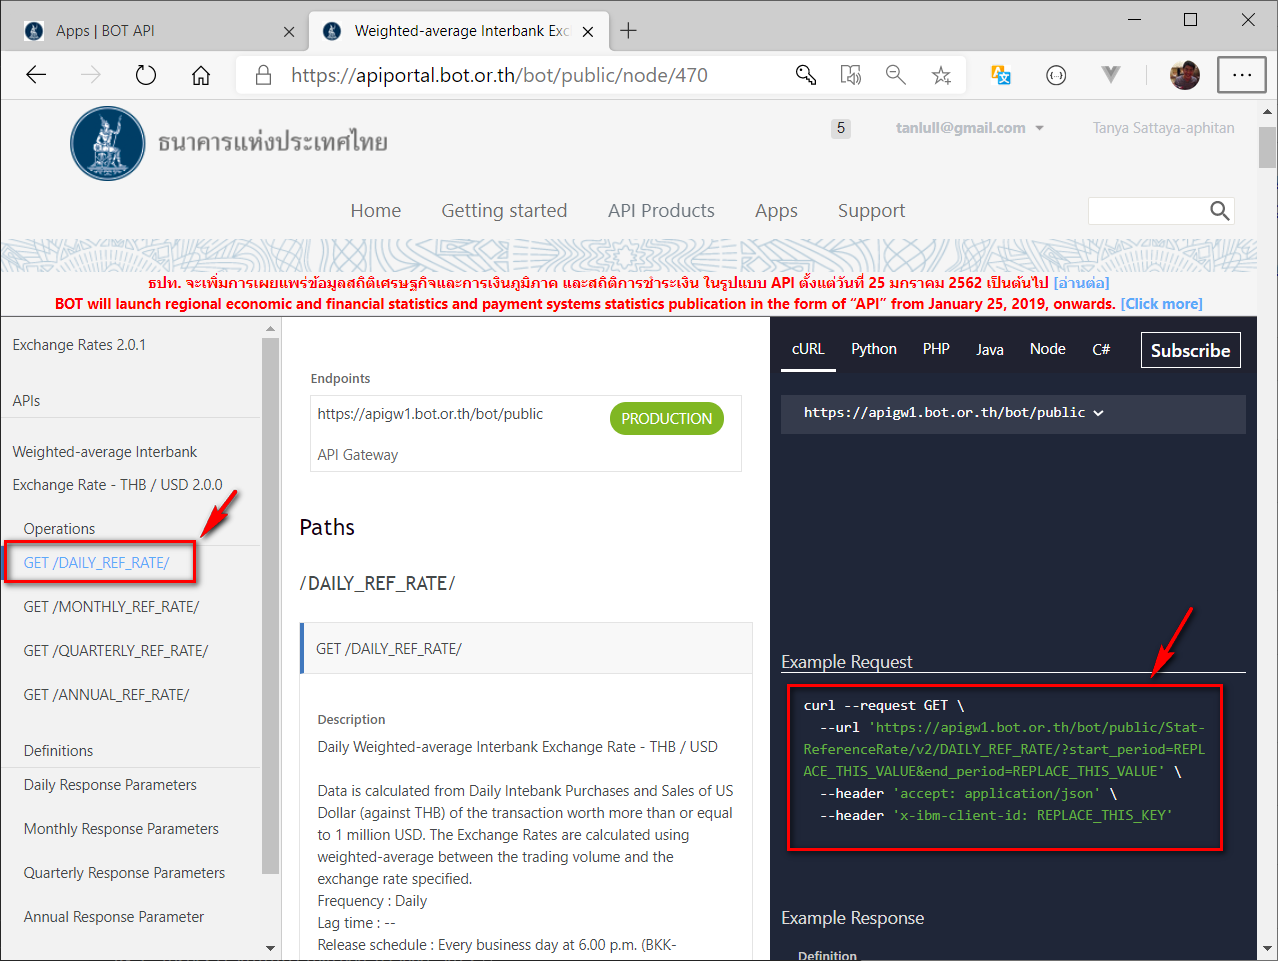 Apps | BOT API
Weighted-average Interbank Exc
https://apiportal.bot.or.th/bot/public/node/470
ธนาคารแห่งประเทศไทย
5
tanlull@gmail.com
Tanya Sattaya-aphitan
Home
Getting started
API Products
Apps
Support
ธปท. จะเพิ่มการเผยแพร่ข้อมูลสถิติเศรษฐกิจและการเงินภูมิภาค และสถิติการชำระเงิน ในรูปแบบ API ตั้งแต่วันที่ 25 มกราคม 2562 เป็นต้นไป [อ่านต่อ]
BOT will launch regional economic and financial statistics and payment systems statistics publication in the form of “API” from January 25, 2019, onwards. [Click more]
Exchange Rates 2.0.1
APIs
Weighted-average Interbank
Exchange Rate - THB / USD 2.0.0
Operations
GET /DAILY_REF_RATE/
GET /MONTHLY_REF_RATE/
GET /QUARTERLY_REF_RATE/
GET /ANNUAL_REF_RATE/
Definitions
Daily Response Parameters
Monthly Response Parameters
Quarterly Response Parameters
Annual Response Parameter
Endpoints
https://apigw1.bot.or.th/bot/public
PRODUCTION
API Gateway
Paths
/DAILY_REF_RATE/
GET /DAILY_REF_RATE/
Description
Daily Weighted-average Interbank Exchange Rate - THB / USD
Data is calculated from Daily Intebank Purchases and Sales of US
Dollar (against THB) of the transaction worth more than or equal
to 1 million USD. The Exchange Rates are calculated using
weighted-average between the trading volume and the
exchange rate specified.
Frequency : Daily
Lag time : --
Release schedule : Every business day at 6.00 p.m. (BKK-
cURL
Python
PHP
Java
Node
C#
Subscribe
https://apigw1.bot.or.th/bot/public
Example Request
curl --request GET \
--url 'https://apigw1.bot.or.th/bot/public/Stat-
ReferenceRate/v2/DAILY_REF_RATE/?start_period=REPL
ACE_THIS_VALUE&end_period=REPLACE_THIS_VALUE' \
--header 'accept: application/json' \
--header 'x-ibm-client-id: REPLACE_THIS_KEY'
Example Response
Definition